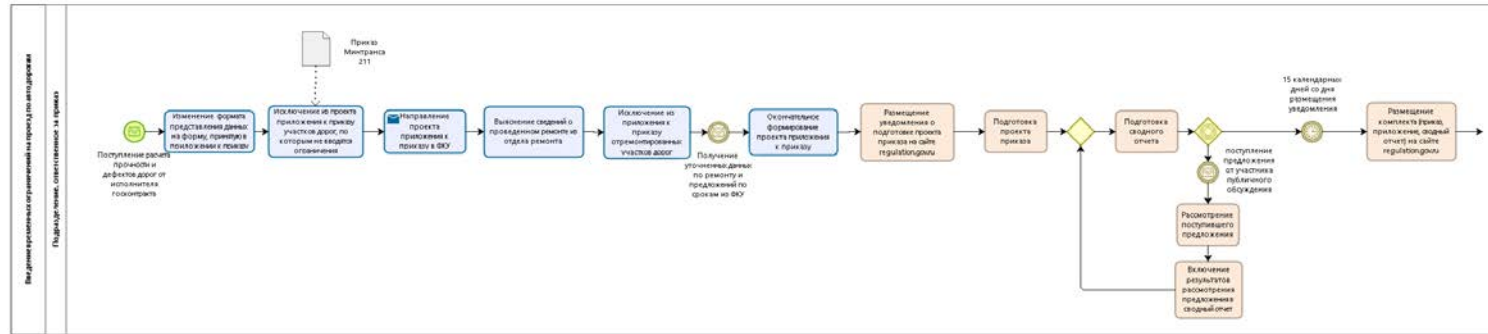 Введение временных ограничений на проезд по автодорогам
Подразделение, ответственное за приказ
Поступление расчета
прочности и
дефектов дорог от
исполнителя
госконтракта
Изменение формата
представления данных
на форму, принятую в
приложении к приказу
Приказ
Минтранса
211
Исключение из проекта
приложения к приказу
участков дорог, по
которым не вводятся
ограничения
Направление
проекта
приложения к
приказу в ФКУ
Выяснение сведений о
проведенном ремонте из
отдела ремонта
Исключение из
приложения к
приказу
отремонтированных
участков дорог
Получение
уточненных данных
по ремонту и
предложений по
срокам из ФКУ
Окончательное
формирование
проекта приложения
к приказу
Размещение
уведомления о
подготовке проекта
приказа на сайте
regulation.gov.ru
Подготовка
проекта
приказа
Подготовка
сводного
отчета
поступление
предложения
от участника
публичного
обсуждения
Рассмотрение
поступившего
предложения
Включение
результатов
рассмотрения
предложения в
сводный отчет
15 календарных
дней со дня
размещения
уведомления
Размещение
комплекта (приказ,
приложение, сводный
отчет) на сайте
regulation.gov.ru